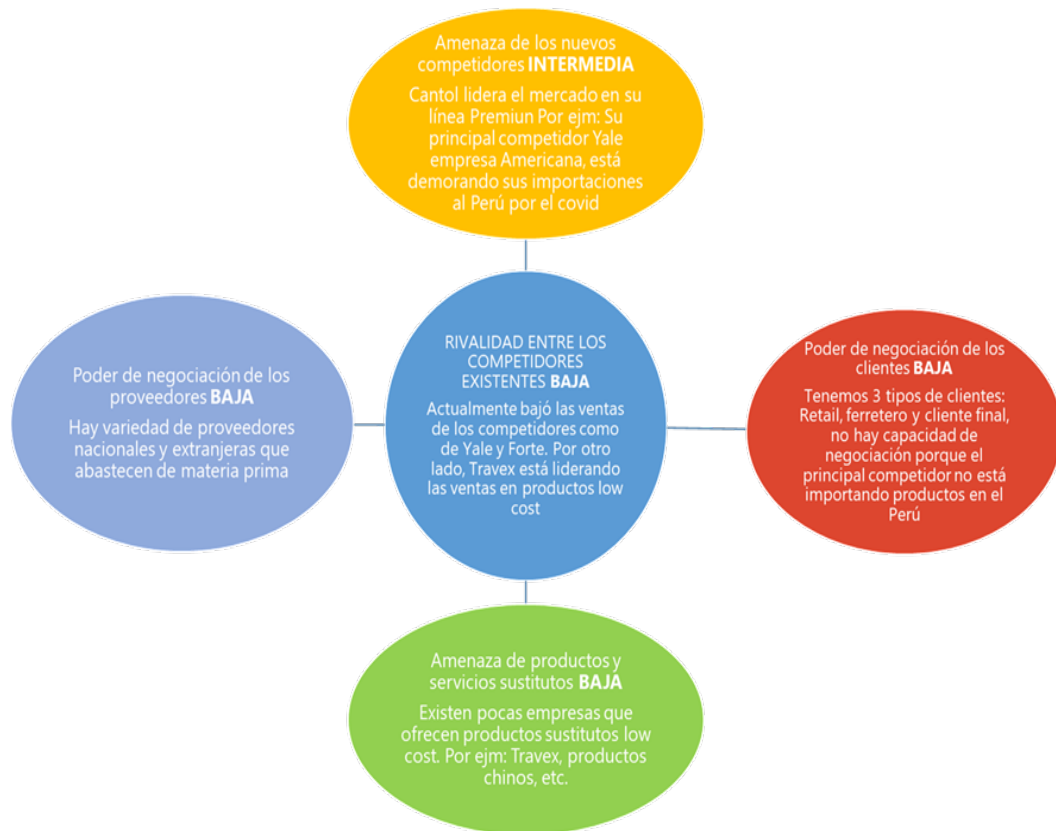 Amenaza de los nuevos
competidores INTERMEDIA
Cantol lidera el mercado en su
línea Premiun Por ejm: Su
principal competidor Yale
empresa Americana, está
demorando sus importaciones
al Perú por el covid
Poder de negociación de los
proveedores BAJA
Hay variedad de proveedores
nacionales y extranjeras que
abastecen de materia prima
RIVALIDAD ENTRE LOS
COMPETIDORES
EXISTENTES BAJA
Actualmente bajó las ventas
de los competidores como
de Yale y Forte. Por otro
lado, Travex está liderando
las ventas en productos low
cost
Poder de negociación de los
clientes BAJA
Tenemos 3 tipos de clientes:
Retail, ferretero y cliente final,
no hay capacidad de
negociación porque el
principal competidor no está
importando productos en el
Perú
Amenaza de productos y
servicios sustitutos BAJA
Existen pocas empresas que
ofrecen productos sustitutos low
cost. Por ejm: Travex, productos
chinos, etc.